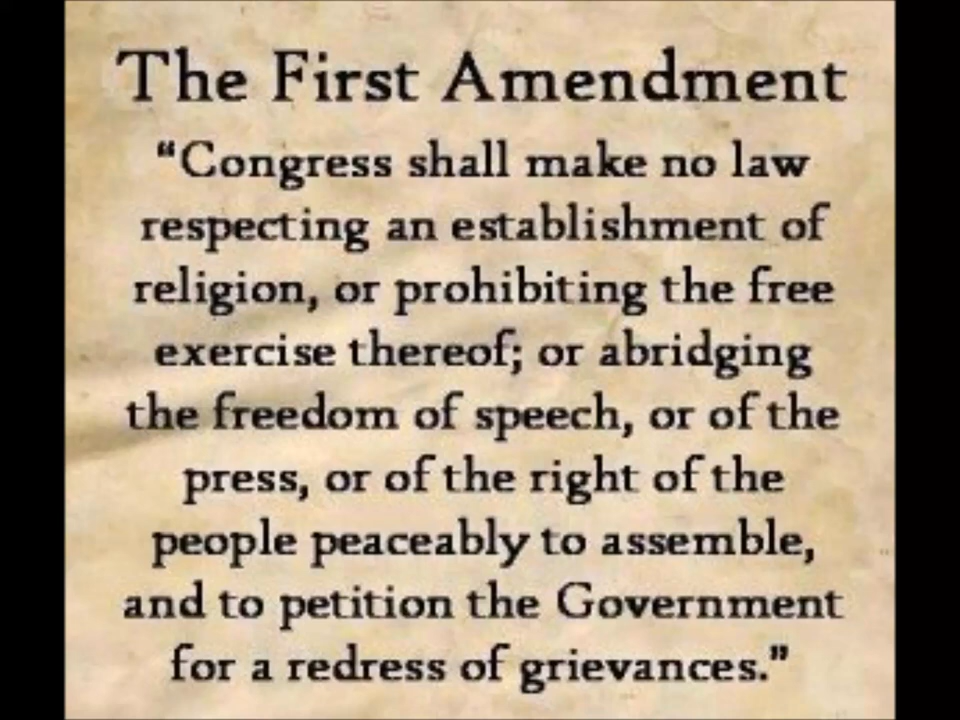 The First Amendment
“Congress shall make no law
respecting an establishment of
religion, or prohibiting the free
exercise thereof; or abridging
the freedom of speech, or of the
press, or of the right of the
people peaceably to assemble,
and to petition the Government
for a redress of grievances.”